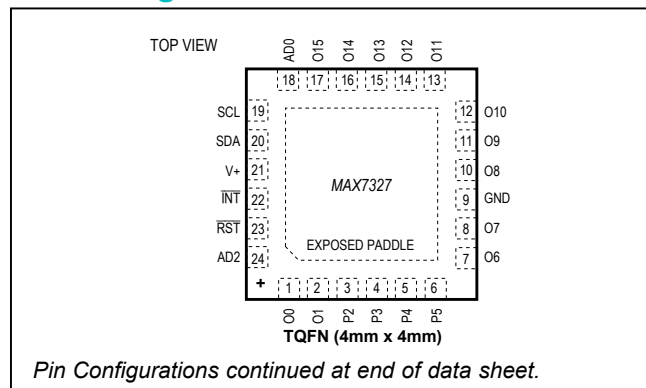 TOP VIEW
AD0 O15 O14 O13 O12 O11
18 17 16 15 14 13
SCL 19 12 O10
SDA 20 11 O9
V+ 21 10 O8
MAX7327
INT 22 9 GND
RST 23 8 O7
EXPOSED PADDLE
AD2 24 7 O6
+ 1 2 3 4 5 6
O0 O1 P2 P3 P4 P5
TQFN (4mm x 4mm)
Pin Configurations continued at end of data sheet.